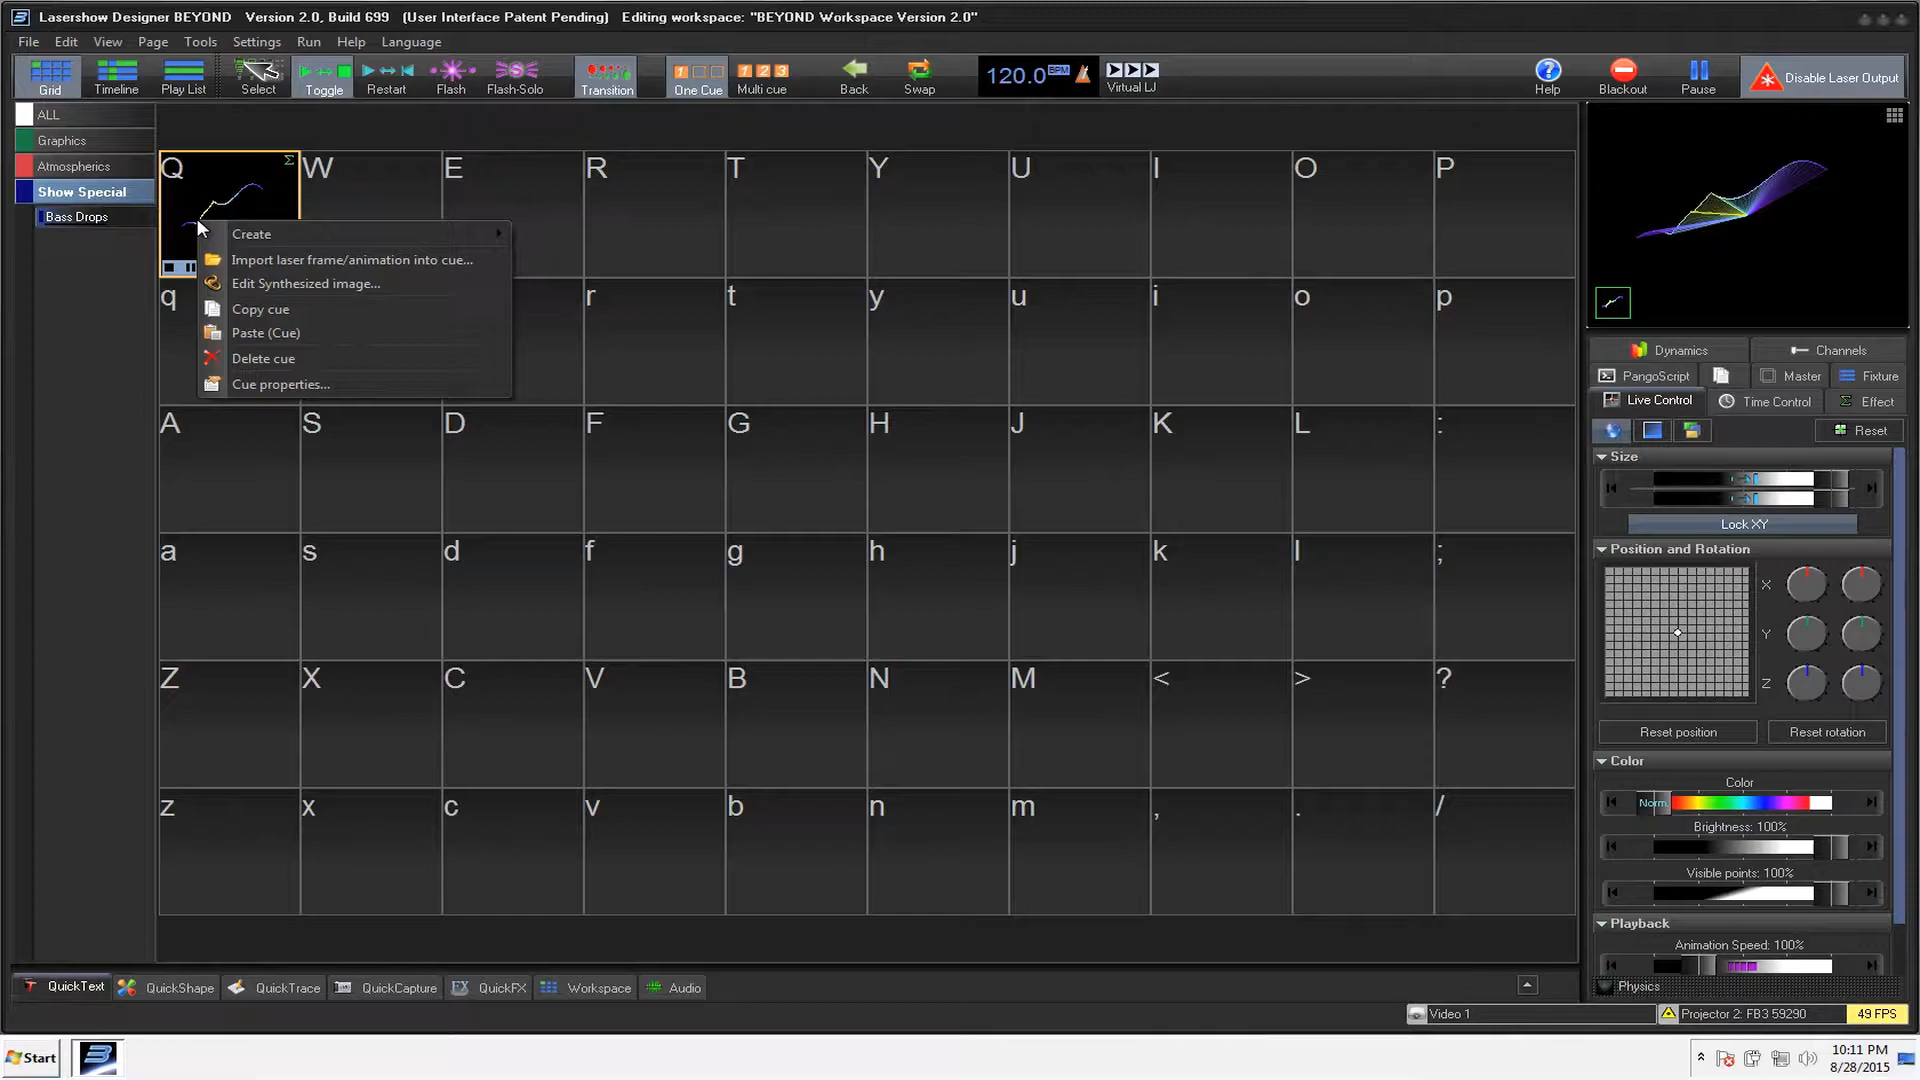 Lasershow Designer BEYOND Version 2.0, Build 699 (User Interface Patent Pending) Editing workspace: "BEYOND Workspace Version 2.0"
File Edit View Page Tools Settings Run Help Language
Grid Timeline Play List Select Toggle Restart Flash Flash-Solo Transition One Cue Multi cue Back Swap 120.0 BPM Virtual LJ Help Blackout Pause Disable Laser Output
ALL
Graphics
Atmospherics
Show Special
Bass Drops
Q W E R T Y U I O P
Create
Import laser frame/animation into cue...
Edit Synthesized image...
Copy cue
Paste (Cue)
Delete cue
Cue properties...
q r t y u i o p
A S D F G H J K L :
a s d f g h j k l ;
Z X C V B N M < > ?
z x c v b n m , . /
Dynamics Channels
PangoScript Master Fixture
Live Control Time Control Effect
Reset
Size
Lock XY
Position and Rotation
X
Y
Z
Reset position Reset rotation
Color
Color
Norm.
Brightness: 100%
Visible points: 100%
Playback
Animation Speed: 100%
Physics
QuickText QuickShape QuickTrace QuickCapture QuickFX Workspace Audio
Video 1 Projector 2: FB3 59290 49 FPS
Start
10:11 PM
8/28/2015